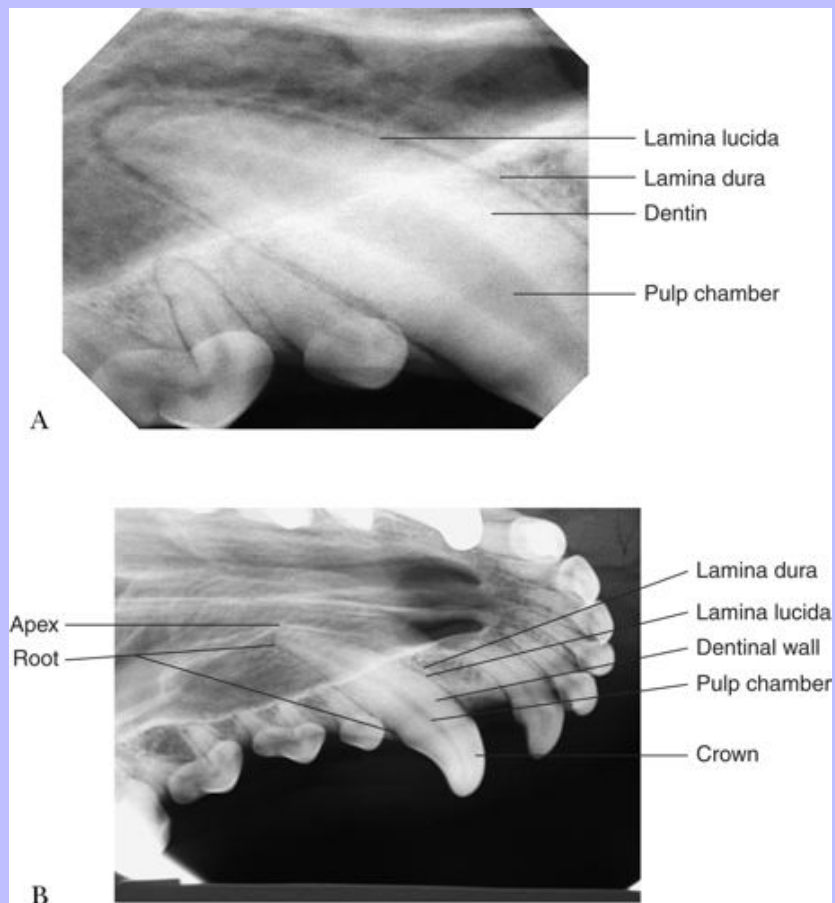 Lamina lucida
Lamina dura
Dentin
Pulp chamber
A
Lamina dura
Lamina lucida
Apex
Dentinal wall
Root
Pulp chamber
Crown
B